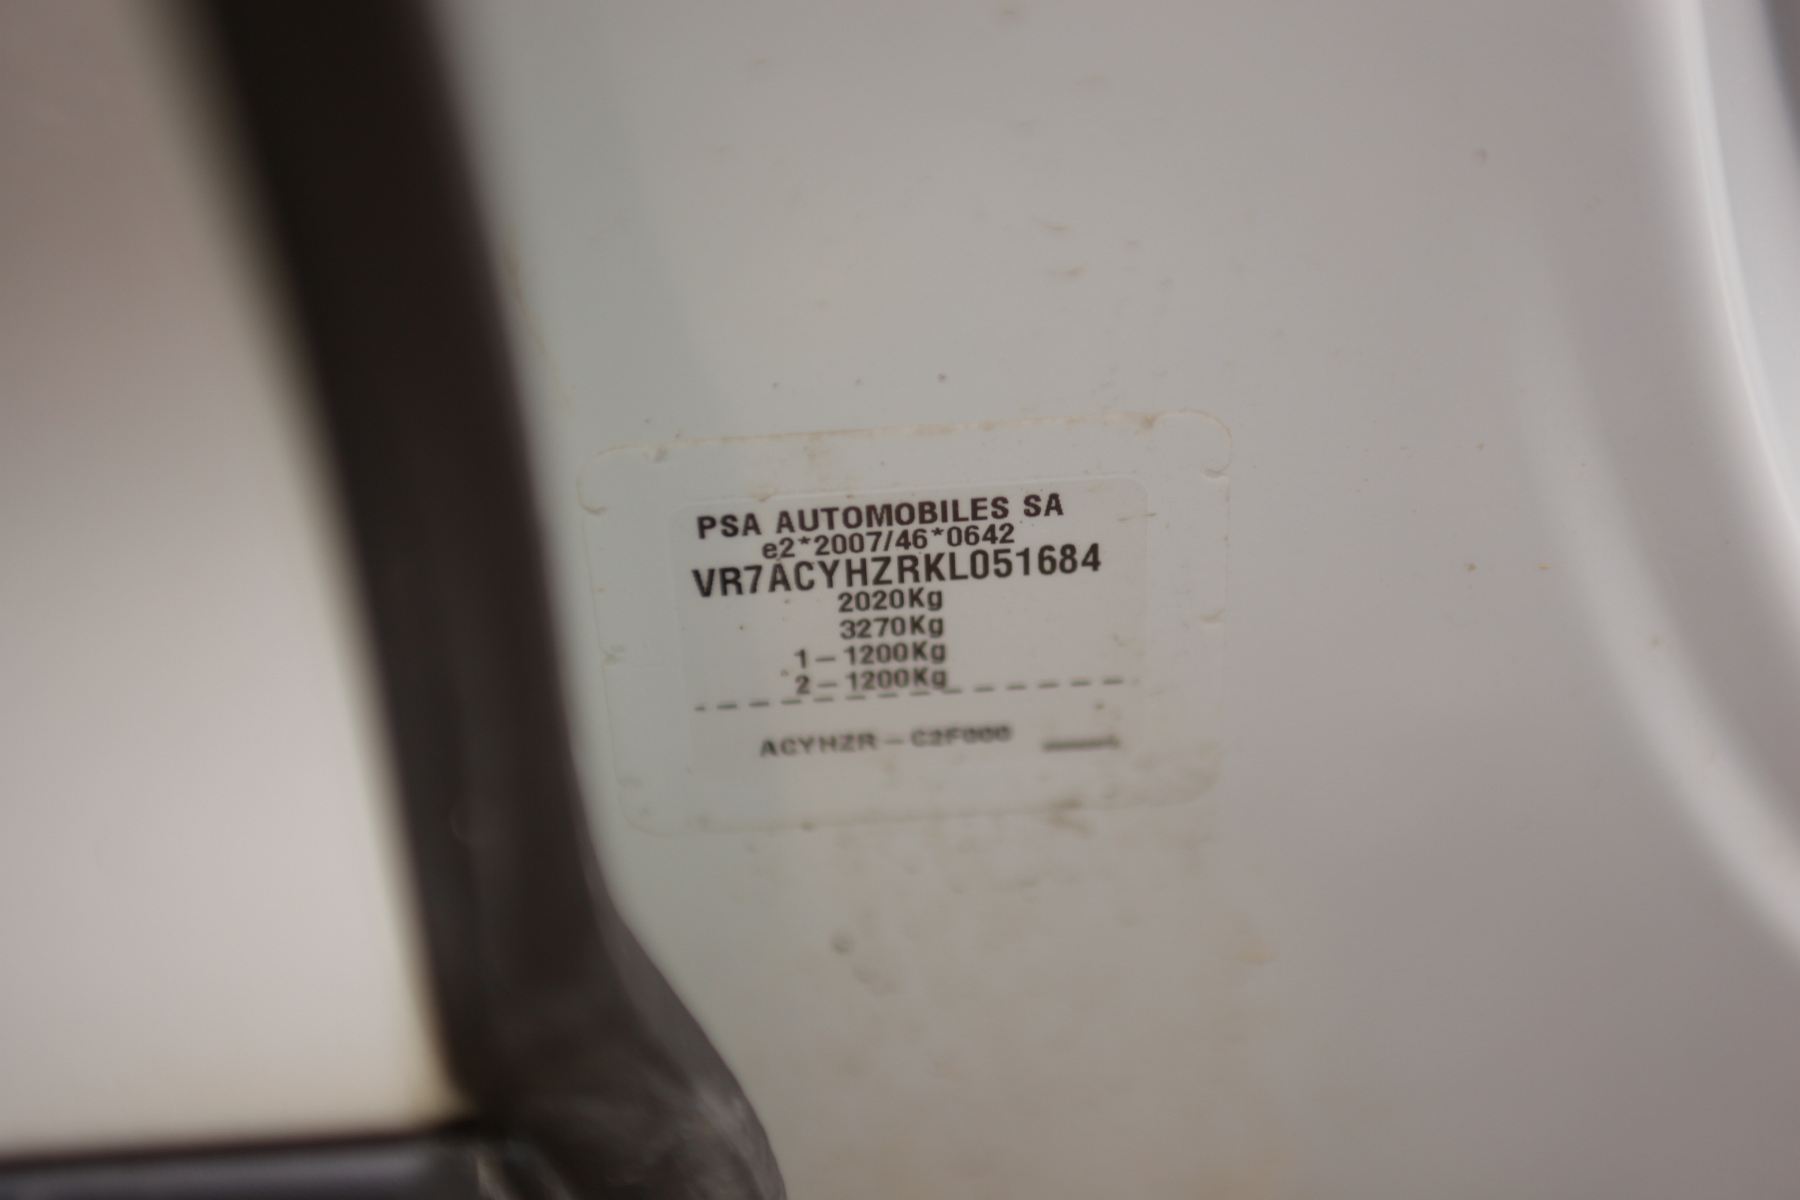 PSA AUTOMOBILES SA
e2*2007/46*0642
VR7ACYHZRKL051684
2020Kg
3270Kg
1-1200Kg
2-1200Kg
ACYHZR-C2F000